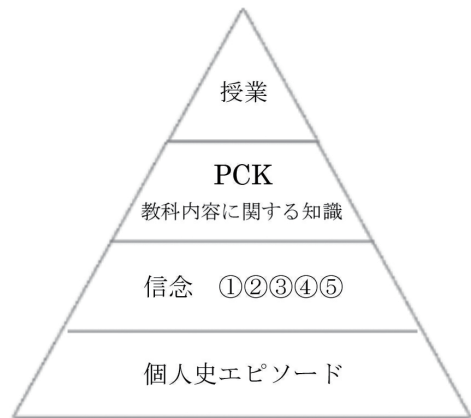 授業
PCK
教科内容に関する知識
信念　①②③④⑤
個人史エピソード